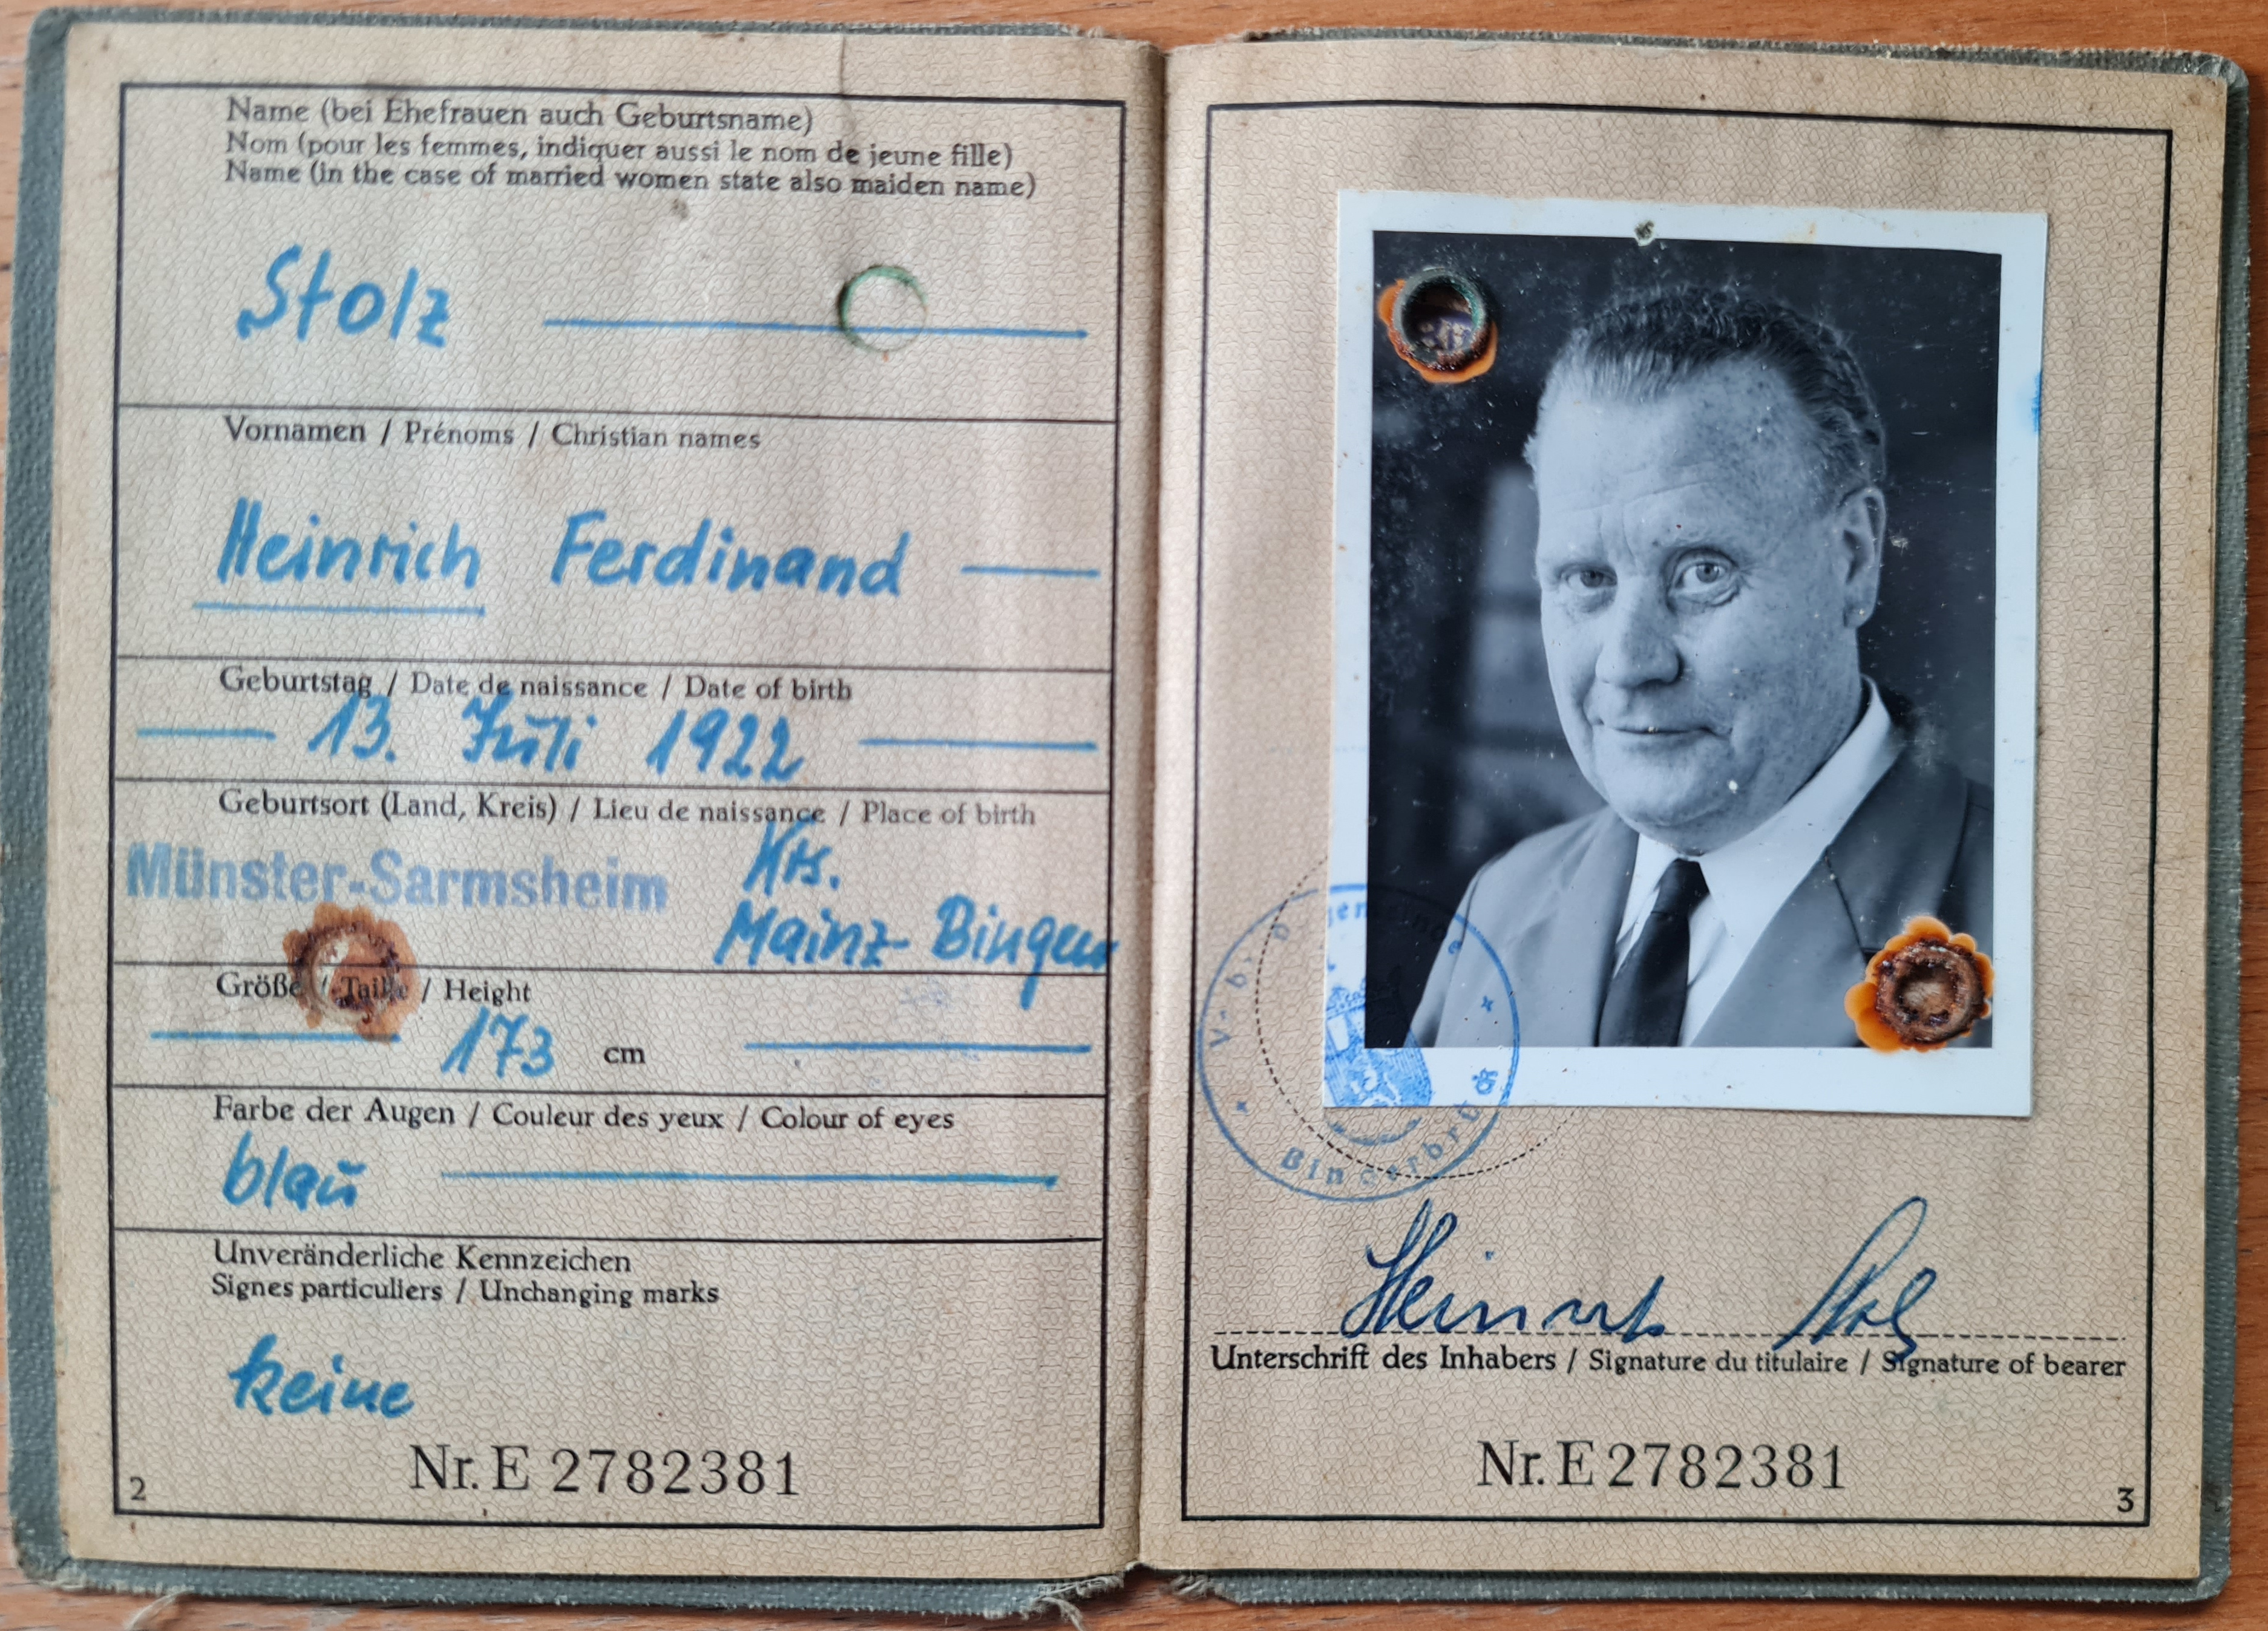 Name (bei Ehefrauen auch Geburtsname)
Nom (pour les femmes, indiquer aussi le nom de jeune fille)
Name (in the case of married women state also maiden name)
Stolz
Vornamen / Prénoms / Christian names
Heinrich Ferdinand
Geburtstag / Date de naissance / Date of birth
13. Juli 1922
Geburtsort (Land, Kreis) / Lieu de naissance / Place of birth
Münster-Sarmsheim
Krs.
Mainz-Bingen
Größe / Taille / Height
173 cm
Farbe der Augen / Couleur des yeux / Colour of eyes
blau
Unveränderliche Kennzeichen
Signes particuliers / Unchanging marks
keine
Nr. E 2782381
2
Bingerbrück
Heinrich Stolz
Unterschrift des Inhabers / Signature du titulaire / Signature of bearer
Nr. E 2782381
3